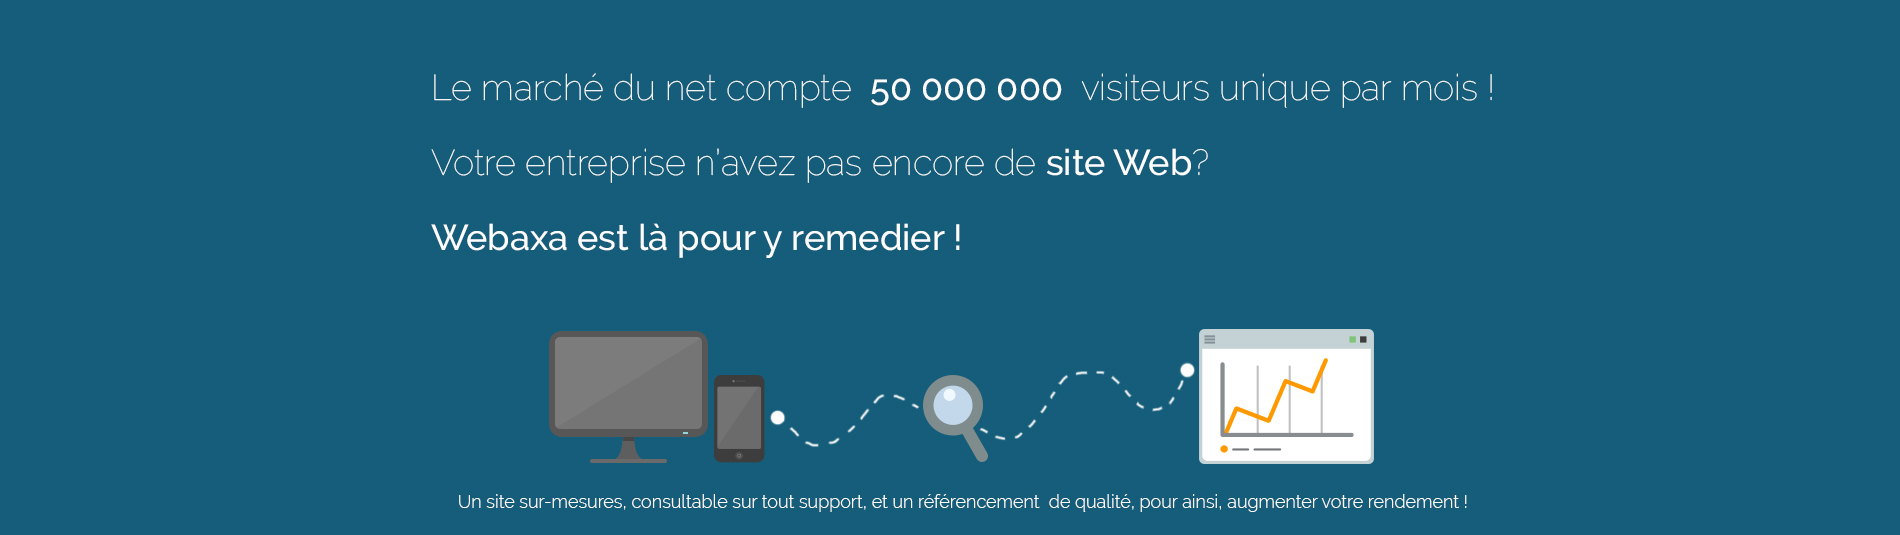 Le marché du net compte 50 000 000 visiteurs unique par mois !
Votre entreprise n'avez pas encore de site Web?
Webaxa est là pour y remedier !
Un site sur-mesures, consultable sur tout support, et un référencement de qualité, pour ainsi, augmenter votre rendement !